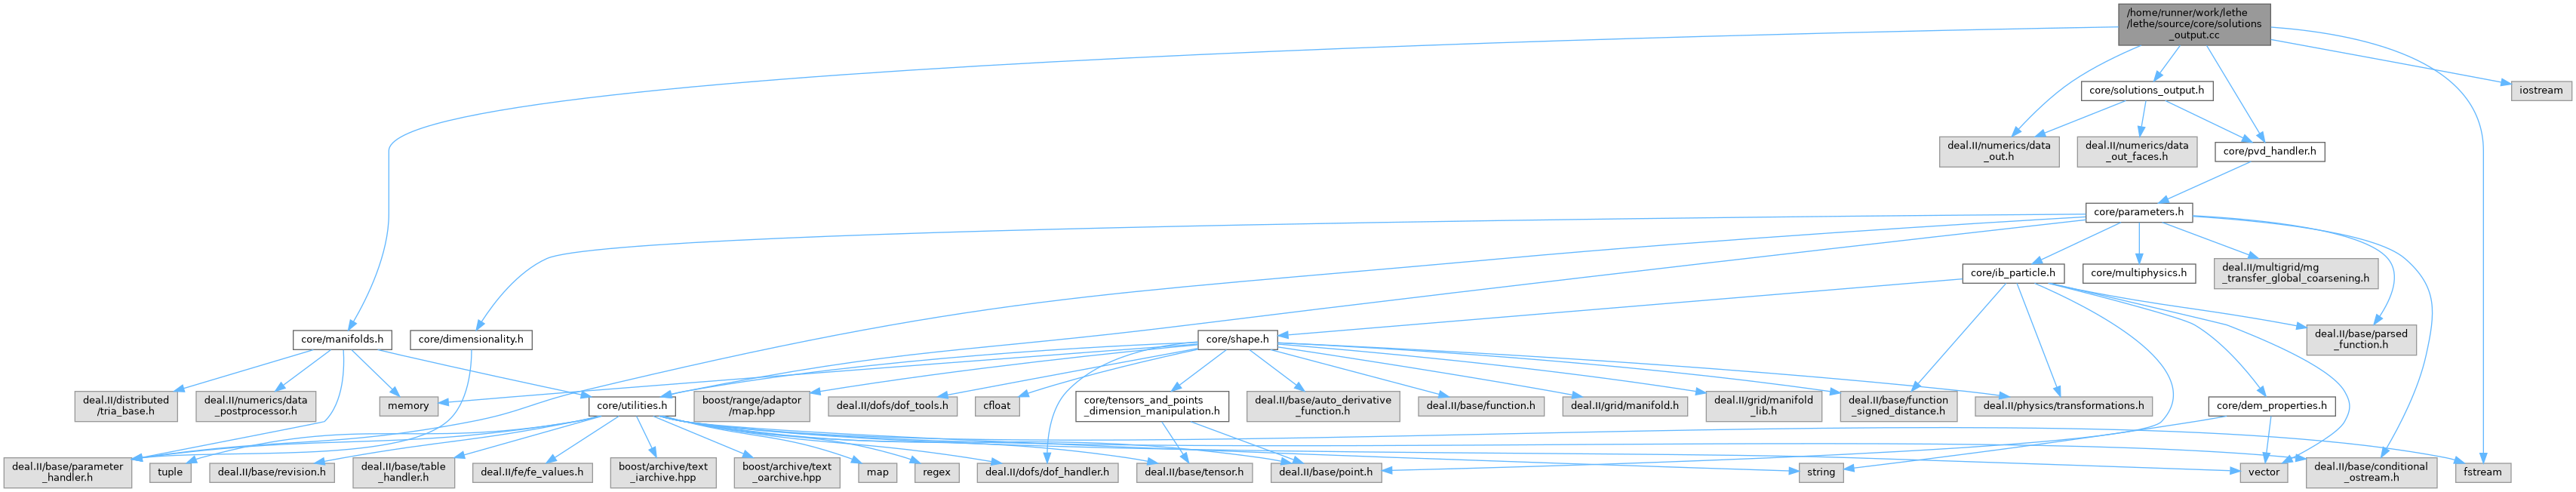 /home/runner/work/lethe
/lethe/source/core/solutions
_output.cc
core/solutions_output.h
iostream
deal.II/numerics/data
_out.h
deal.II/numerics/data
_out_faces.h
core/pvd_handler.h
core/parameters.h
core/ib_particle.h
core/multiphysics.h
deal.II/multigrid/mg
_transfer_global_coarsening.h
core/manifolds.h
core/dimensionality.h
core/shape.h
deal.II/base/parsed
_function.h
deal.II/distributed
/tria_base.h
deal.II/numerics/data
_postprocessor.h
memory
core/utilities.h
boost/range/adaptor
/map.hpp
deal.II/dofs/dof_tools.h
cfloat
core/tensors_and_points
_dimension_manipulation.h
deal.II/base/auto_derivative
_function.h
deal.II/base/function.h
deal.II/grid/manifold.h
deal.II/grid/manifold
_lib.h
deal.II/base/function
_signed_distance.h
deal.II/physics/transformations.h
core/dem_properties.h
deal.II/base/parameter
_handler.h
tuple
deal.II/base/revision.h
deal.II/base/table
_handler.h
deal.II/fe/fe_values.h
boost/archive/text
_iarchive.hpp
boost/archive/text
_oarchive.hpp
map
regex
deal.II/dofs/dof_handler.h
deal.II/base/tensor.h
deal.II/base/point.h
string
vector
deal.II/base/conditional
_ostream.h
fstream